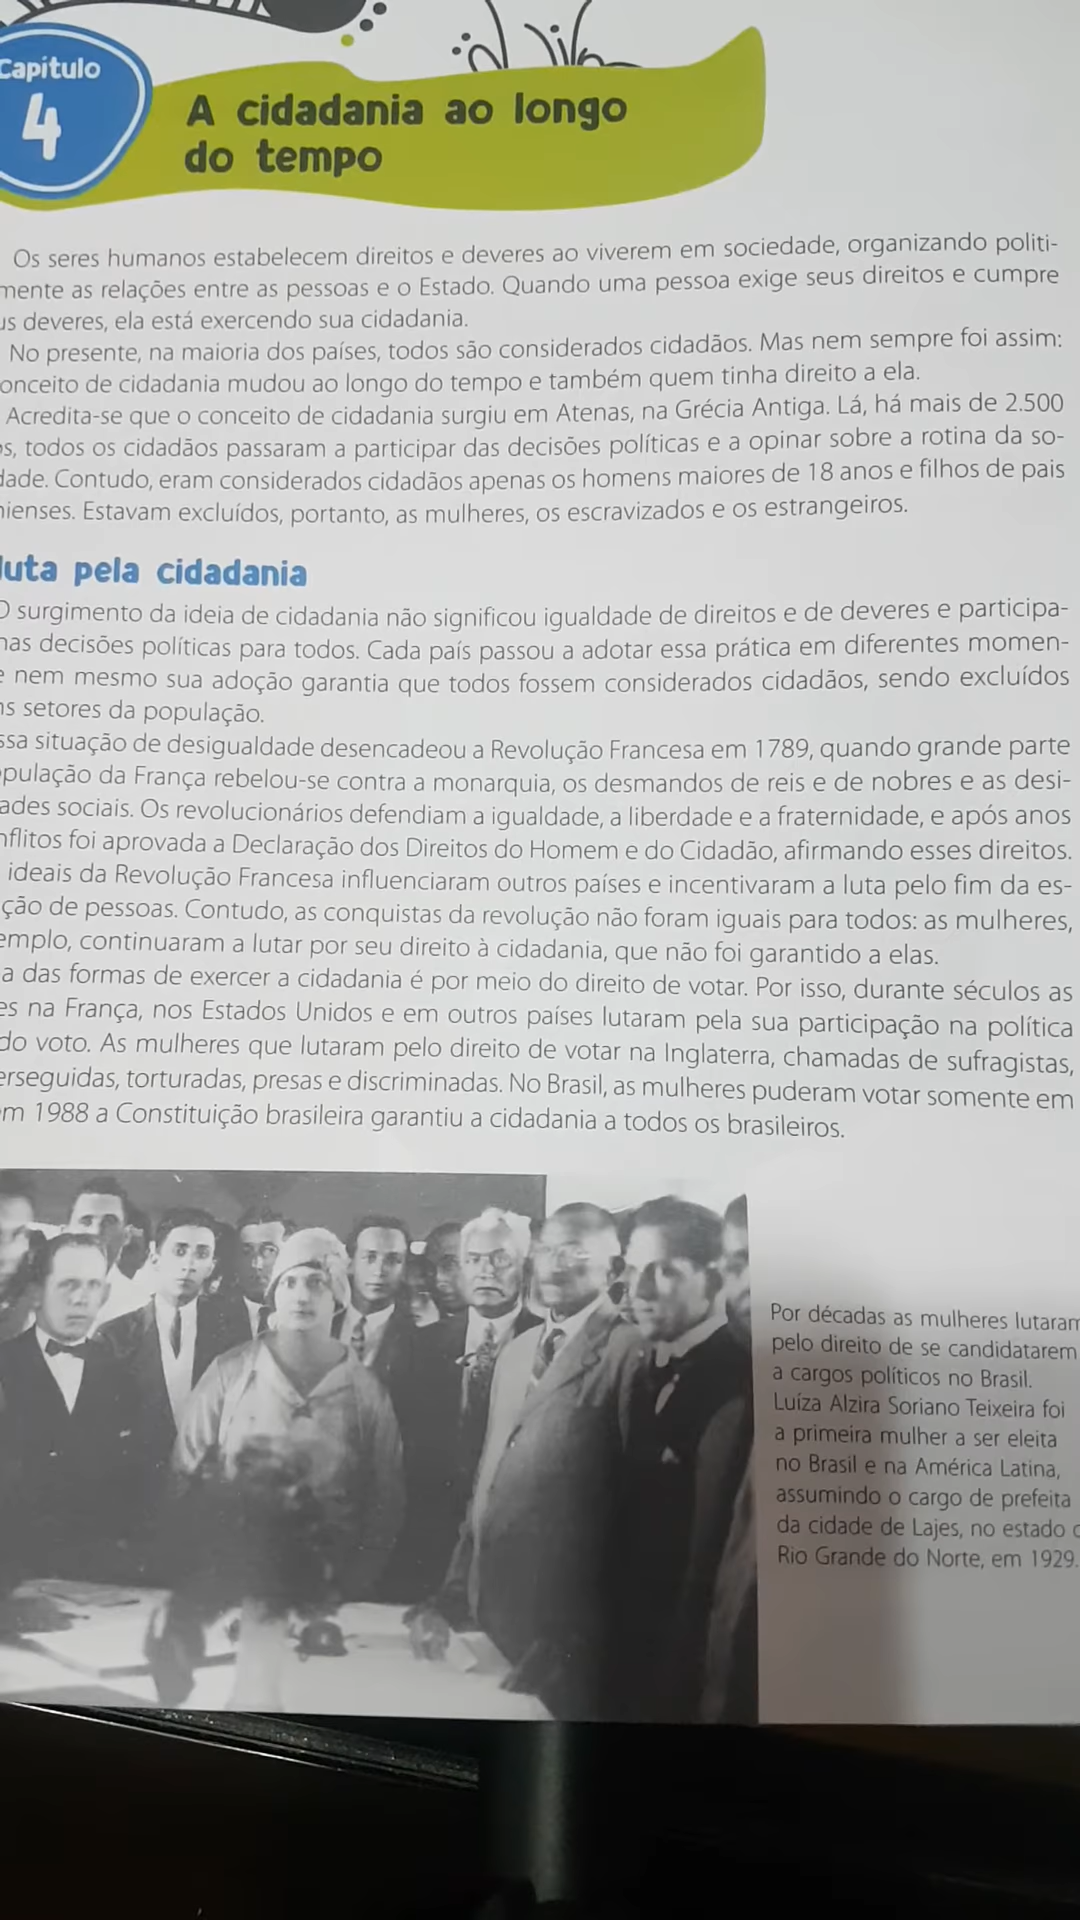 Capítulo
4
A cidadania ao longo
do tempo
Os seres humanos estabelecem direitos e deveres ao viverem em sociedade, organizando politi-
mente as relações entre as pessoas e o Estado. Quando uma pessoa exige seus direitos e cumpre
us deveres, ela está exercendo sua cidadania.
No presente, na maioria dos países, todos são considerados cidadãos. Mas nem sempre foi assim:
onceito de cidadania mudou ao longo do tempo e também quem tinha direito a ela.
Acredita-se que o conceito de cidadania surgiu em Atenas, na Grécia Antiga. Lá, há mais de 2.500
os, todos os cidadãos passaram a participar das decisões políticas e a opinar sobre a rotina da so-
dade. Contudo, eram considerados cidadãos apenas os homens maiores de 18 anos e filhos de pais
nienses. Estavam excluídos, portanto, as mulheres, os escravizados e os estrangeiros.
luta pela cidadania
O surgimento da ideia de cidadania não significou igualdade de direitos e de deveres e participa-
nas decisões políticas para todos. Cada país passou a adotar essa prática em diferentes momen-
e nem mesmo sua adoção garantia que todos fossem considerados cidadãos, sendo excluídos
ns setores da população.
ssa situação de desigualdade desencadeou a Revolução Francesa em 1789, quando grande parte
pulação da França rebelou-se contra a monarquia, os desmandos de reis e de nobres e as desi-
ades sociais. Os revolucionários defendiam a igualdade, a liberdade e a fraternidade, e após anos
nflitos foi aprovada a Declaração dos Direitos do Homem e do Cidadão, afirmando esses direitos.
ideais da Revolução Francesa influenciaram outros países e incentivaram a luta pelo fim da es-
ção de pessoas. Contudo, as conquistas da revolução não foram iguais para todos: as mulheres,
emplo, continuaram a lutar por seu direito à cidadania, que não foi garantido a elas.
a das formas de exercer a cidadania é por meio do direito de votar. Por isso, durante séculos as
es na França, nos Estados Unidos e em outros países lutaram pela sua participação na política
do voto. As mulheres que lutaram pelo direito de votar na Inglaterra, chamadas de sufragistas,
erseguidas, torturadas, presas e discriminadas. No Brasil, as mulheres puderam votar somente em
m 1988 a Constituição brasileira garantiu a cidadania a todos os brasileiros.
Por décadas as mulheres lutaram
pelo direito de se candidatarem
a cargos políticos no Brasil.
Luíza Alzira Soriano Teixeira foi
a primeira mulher a ser eleita
no Brasil e na América Latina,
assumindo o cargo de prefeita
da cidade de Lajes, no estado d
Rio Grande do Norte, em 1929.